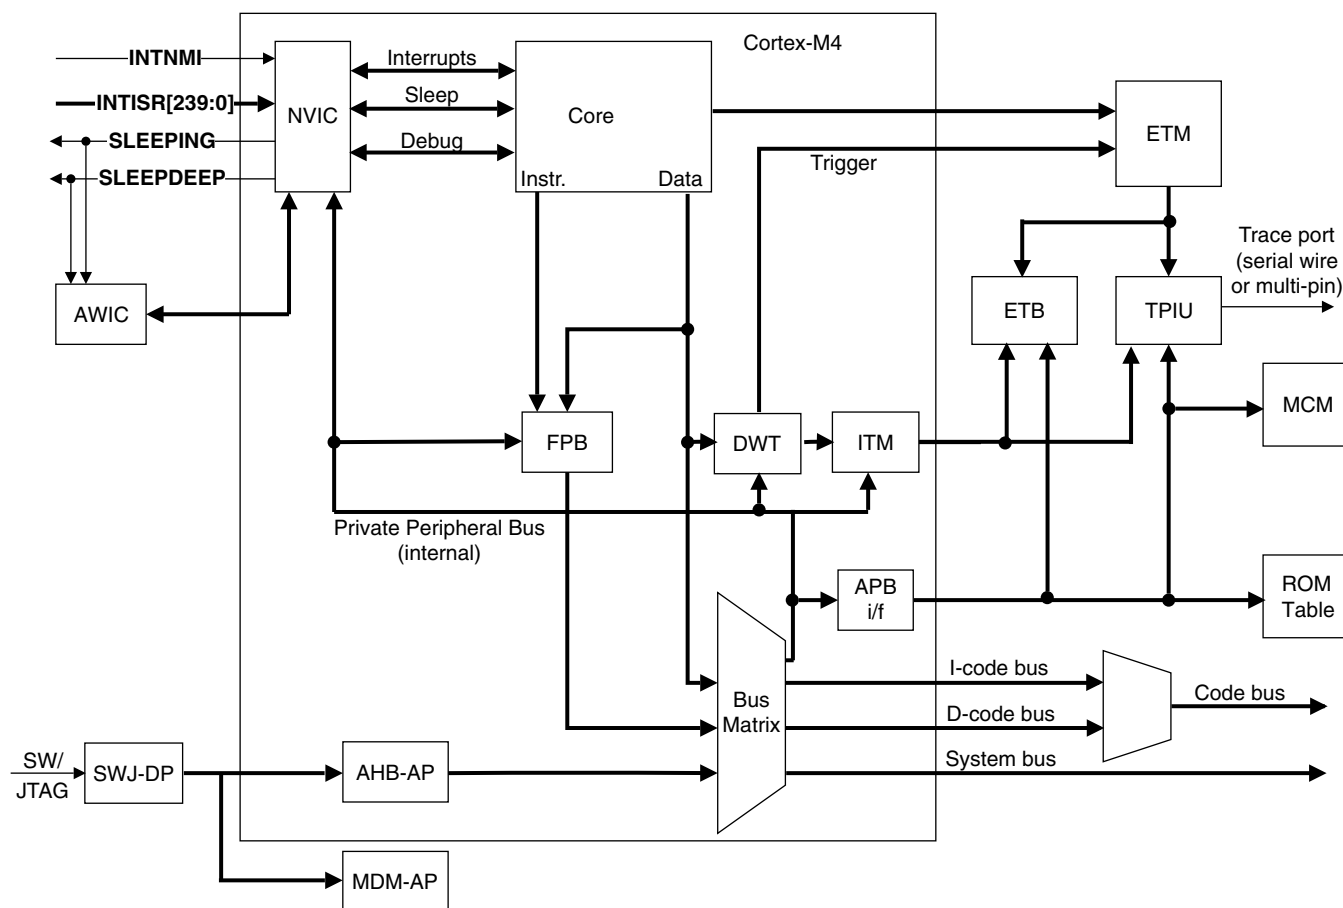 Cortex-M4
INTNMI
INTISR[239:0]
SLEEPING
SLEEPDEEP
NVIC
Interrupts
Sleep
Debug
Core
Instr.
Data
ETM
Trigger
AWIC
ETB
TPIU
Trace port
(serial wire
or multi-pin)
MCM
FPB
DWT
ITM
Private Peripheral Bus
(internal)
APB
i/f
ROM
Table
Bus
Matrix
I-code bus
D-code bus
System bus
Code bus
SW/
JTAG
SWJ-DP
AHB-AP
MDM-AP